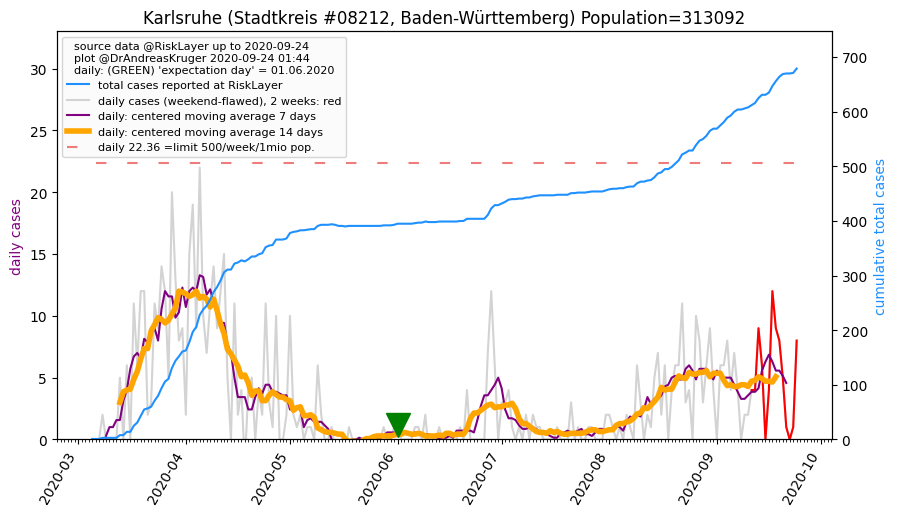 Karlsruhe (Stadtkreis #08212, Baden-Württemberg) Population=313092
source data @RiskLayer up to 2020-09-24
plot @DrAndreasKruger 2020-09-24 01:44
daily: (GREEN) 'expectation day' = 01.06.2020
total cases reported at RiskLayer
daily cases (weekend-flawed), 2 weeks: red
daily: centered moving average 7 days
daily: centered moving average 14 days
daily 22.36 =limit 500/week/1mio pop.
daily cases
30
25
20
15
10
5
0
700
600
500
400
300
200
100
0
cumulative total cases
2020-03
2020-04
2020-05
2020-06
2020-07
2020-08
2020-09
2020-10